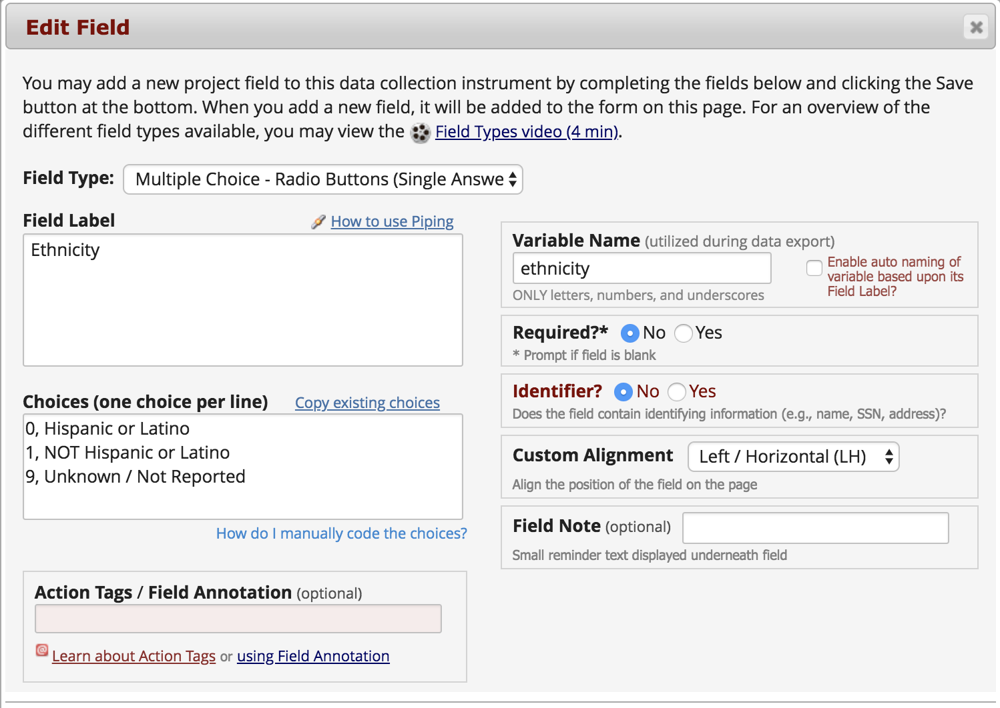 Edit Field
You may add a new project field to this data collection instrument by completing the fields below and clicking the Save
button at the bottom. When you add a new field, it will be added to the form on this page. For an overview of the
different field types available, you may view the Field Types video (4 min).
Field Type: Multiple Choice - Radio Buttons (Single Answe
Field Label How to use Piping
Ethnicity
Choices (one choice per line) Copy existing choices
0, Hispanic or Latino
1, NOT Hispanic or Latino
9, Unknown / Not Reported
How do I manually code the choices?
Action Tags / Field Annotation (optional)
@ Learn about Action Tags or using Field Annotation
Variable Name (utilized during data export)
ethnicity
ONLY letters, numbers, and underscores
Enable auto naming of
variable based upon its
Field Label?
Required?* No Yes
* Prompt if field is blank
Identifier? No Yes
Does the field contain identifying information (e.g., name, SSN, address)?
Custom Alignment Left / Horizontal (LH)
Align the position of the field on the page
Field Note (optional)
Small reminder text displayed underneath field